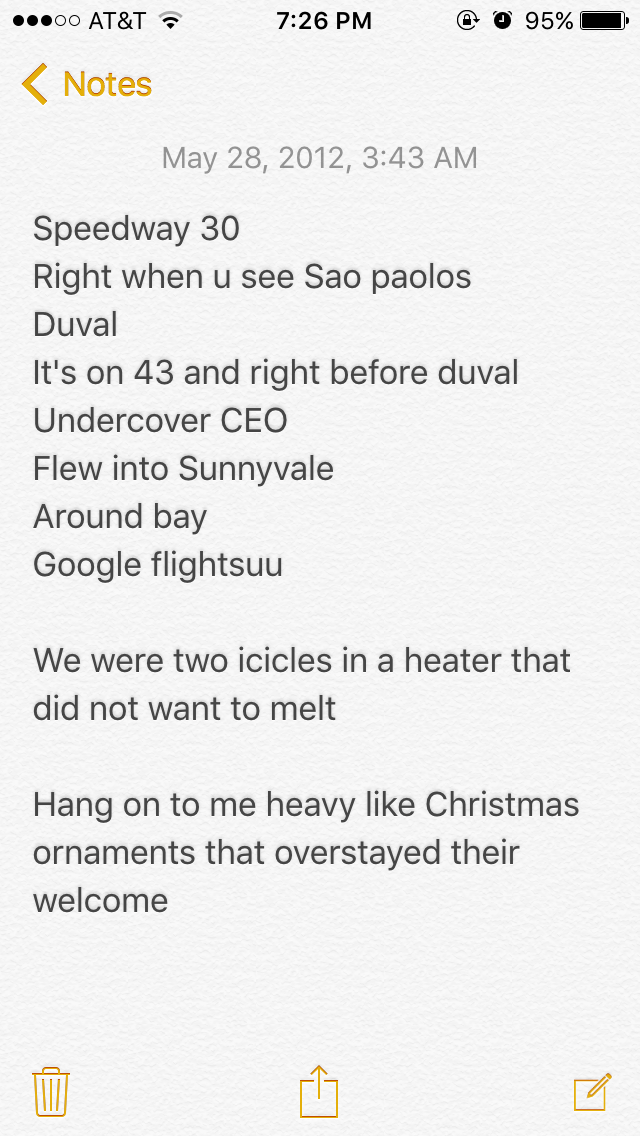 AT&T 7:26 PM 95%
Notes
May 28, 2012, 3:43 AM
Speedway 30
Right when u see Sao paolos
Duval
It's on 43 and right before duval
Undercover CEO
Flew into Sunnyvale
Around bay
Google flightsuu
We were two icicles in a heater that
did not want to melt
Hang on to me heavy like Christmas
ornaments that overstayed their
welcome